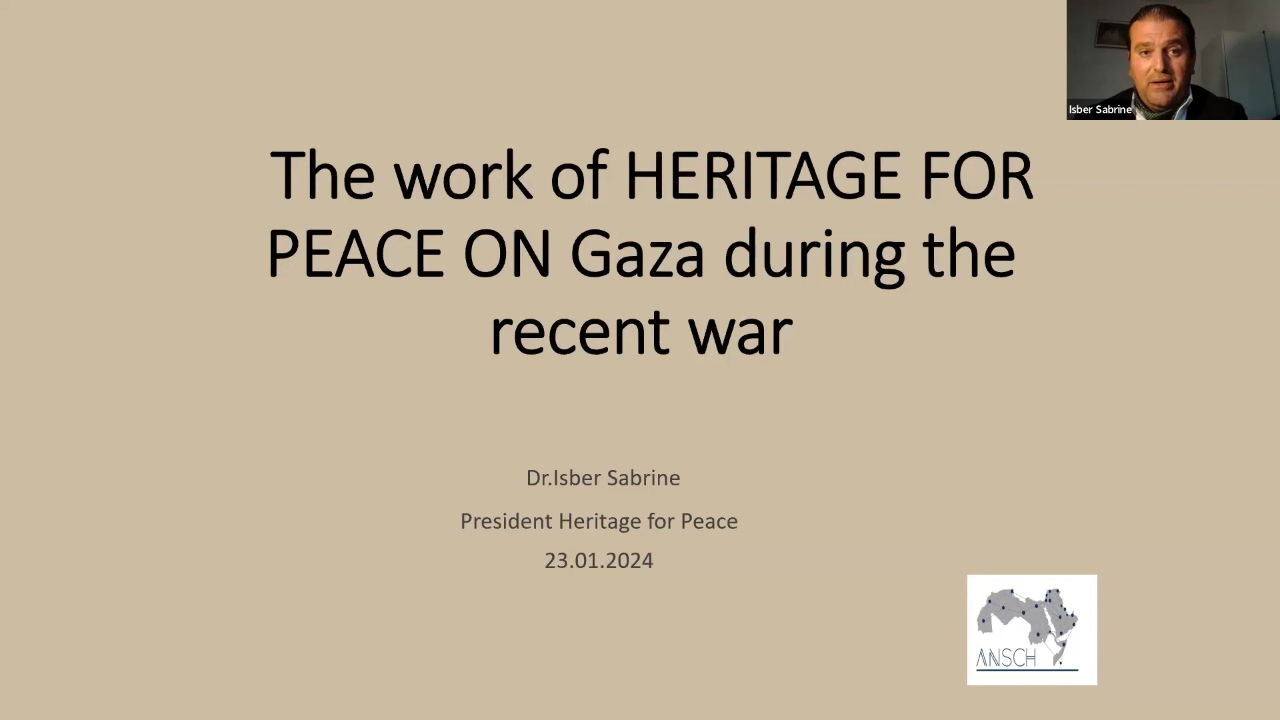 Isber Sabrine
The work of HERITAGE FOR
PEACE ON Gaza during the
recent war
Dr.Isber Sabrine
President Heritage for Peace
23.01.2024
ANSCH